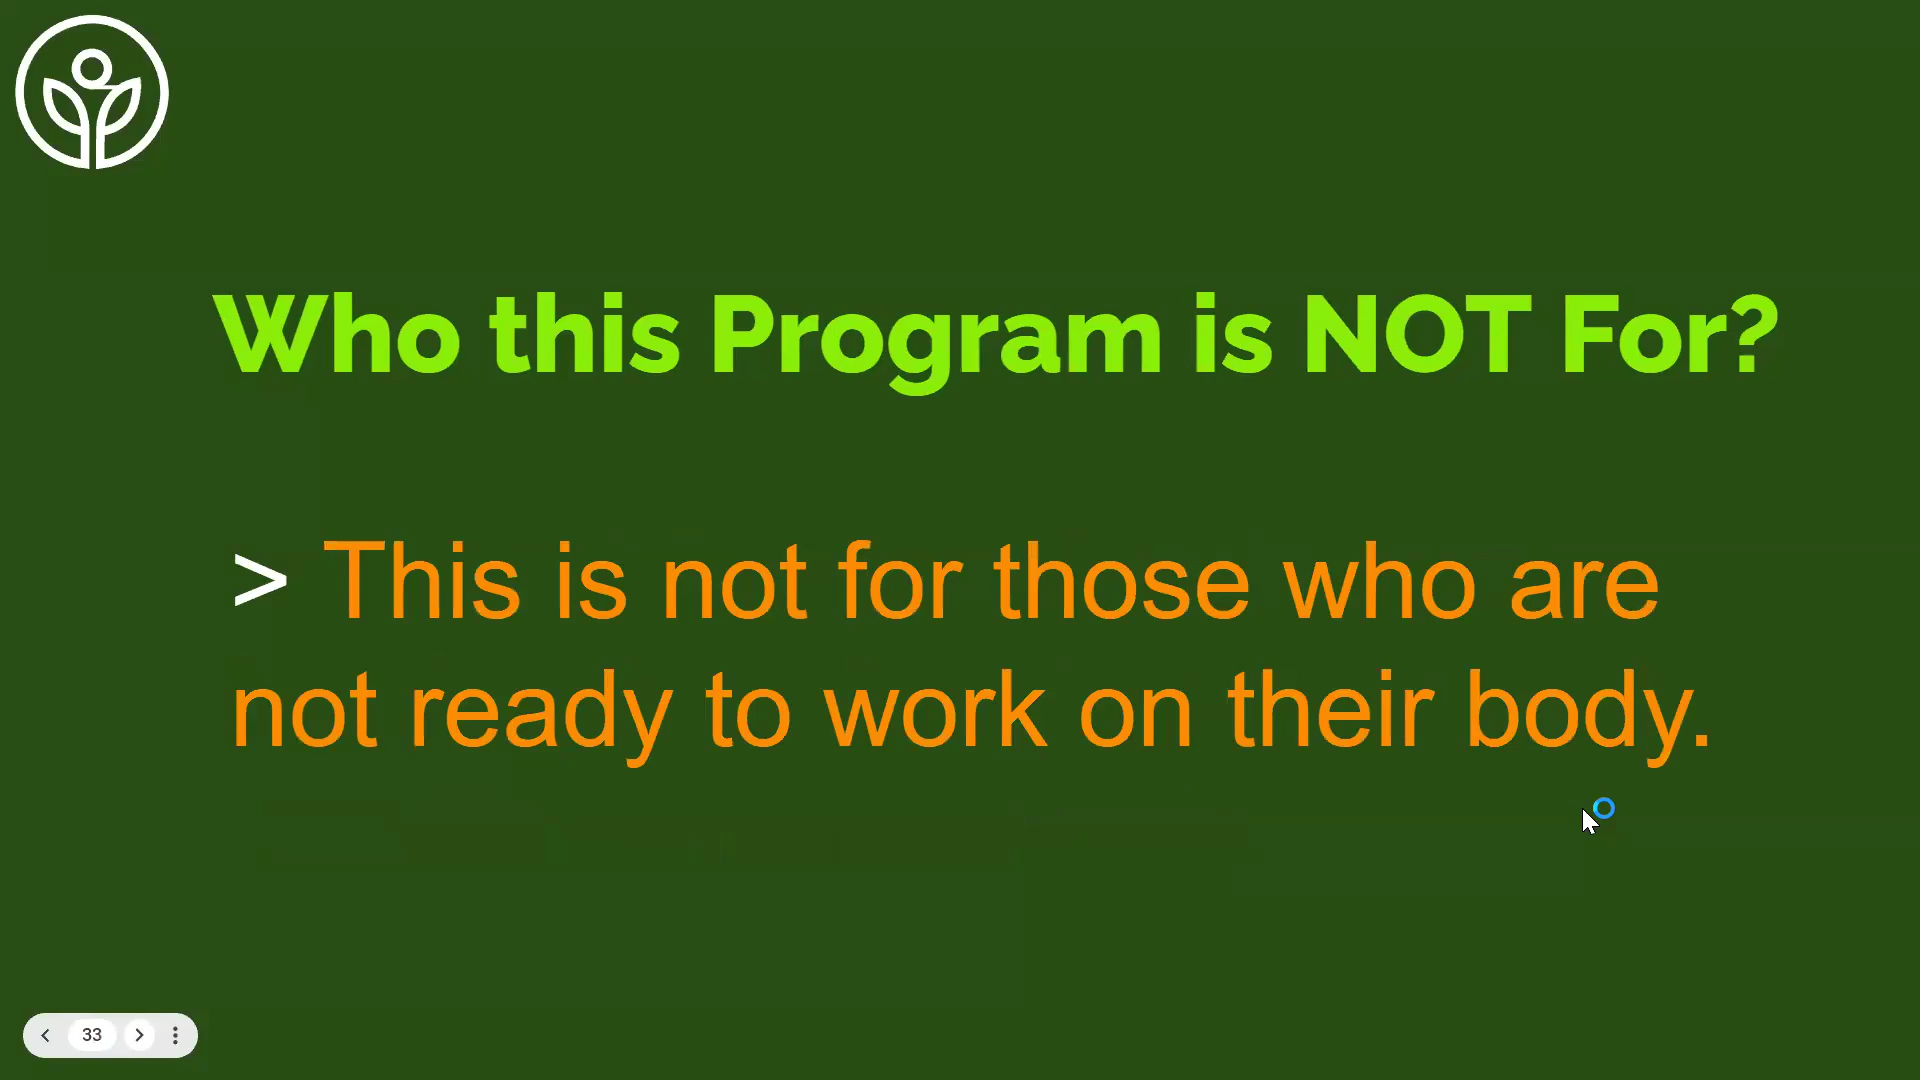 Who this Program is NOT For?
> This is not for those who are
not ready to work on their body.
33